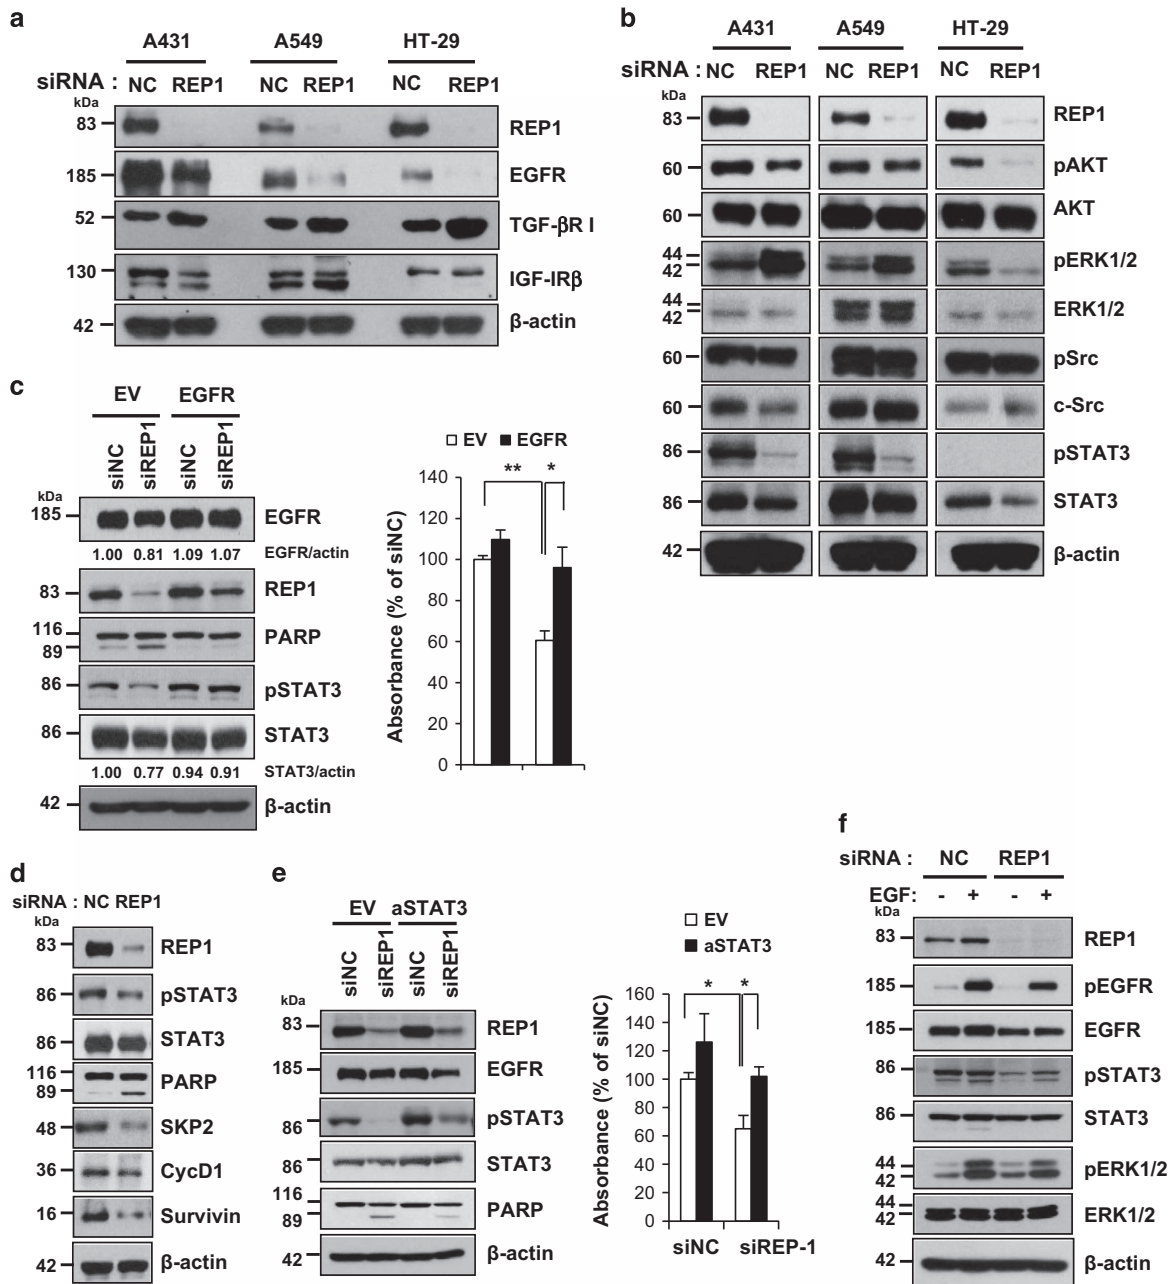 a
A431 A549 HT-29
siRNA : NC REP1 NC REP1 NC REP1
kDa
83 REP1
185 EGFR
52 TGF-βR I
130 IGF-IRβ
42 β-actin
b
A431 A549 HT-29
siRNA : NC REP1 NC REP1 NC REP1
kDa
83 REP1
60 pAKT
60 AKT
44
42 pERK1/2
44
42 ERK1/2
60 pSrc
60 c-Src
86 pSTAT3
86 STAT3
42 β-actin
c
EV EGFR
siNC siREP1 siNC siREP1
kDa
185 EGFR
1.00 0.81 1.09 1.07 EGFR/actin
83 REP1
116
89 PARP
86 pSTAT3
86 STAT3
1.00 0.77 0.94 0.91 STAT3/actin
42 β-actin
EV EGFR
** *
Absorbance (% of siNC)
140
120
100
80
60
40
20
0
d
siRNA : NC REP1
kDa
83 REP1
86 pSTAT3
86 STAT3
116
89 PARP
48 SKP2
36 CycD1
16 Survivin
42 β-actin
e
EV aSTAT3
siNC siREP1 siNC siREP1
kDa
83 REP1
185 EGFR
86 pSTAT3
86 STAT3
116
89 PARP
42 β-actin
EV
aSTAT3
* *
Absorbance (% of siNC)
160
140
120
100
80
60
40
20
0
siNC siREP-1
f
siRNA : NC REP1
EGF: - + - +
kDa
83 REP1
185 pEGFR
185 EGFR
86 pSTAT3
86 STAT3
44
42 pERK1/2
44
42 ERK1/2
42 β-actin